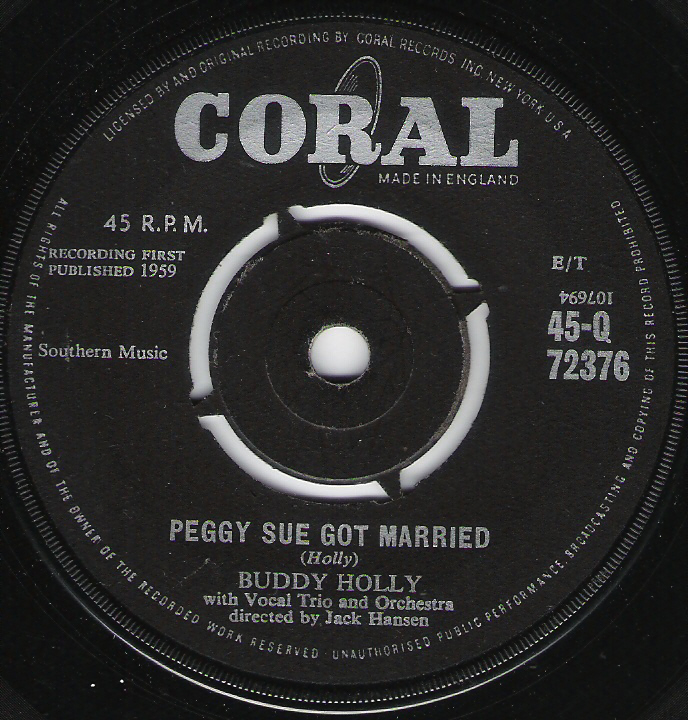 LICENSED BY AND ORIGINAL RECORDING BY CORAL RECORDS INC. NEW YORK U.S.A.
CORAL
MADE IN ENGLAND
45 R.P.M.
RECORDING FIRST
PUBLISHED 1959
E/T
107694
45-Q
72376
Southern Music
PEGGY SUE GOT MARRIED
(Holly)
BUDDY HOLLY
with Vocal Trio and Orchestra
directed by Jack Hansen
ALL RIGHTS OF THE MANUFACTURER AND OF THE OWNER OF THE RECORDED WORK RESERVED · UNAUTHORISED PUBLIC PERFORMANCE, BROADCASTING AND COPYING OF THIS RECORD PROHIBITED